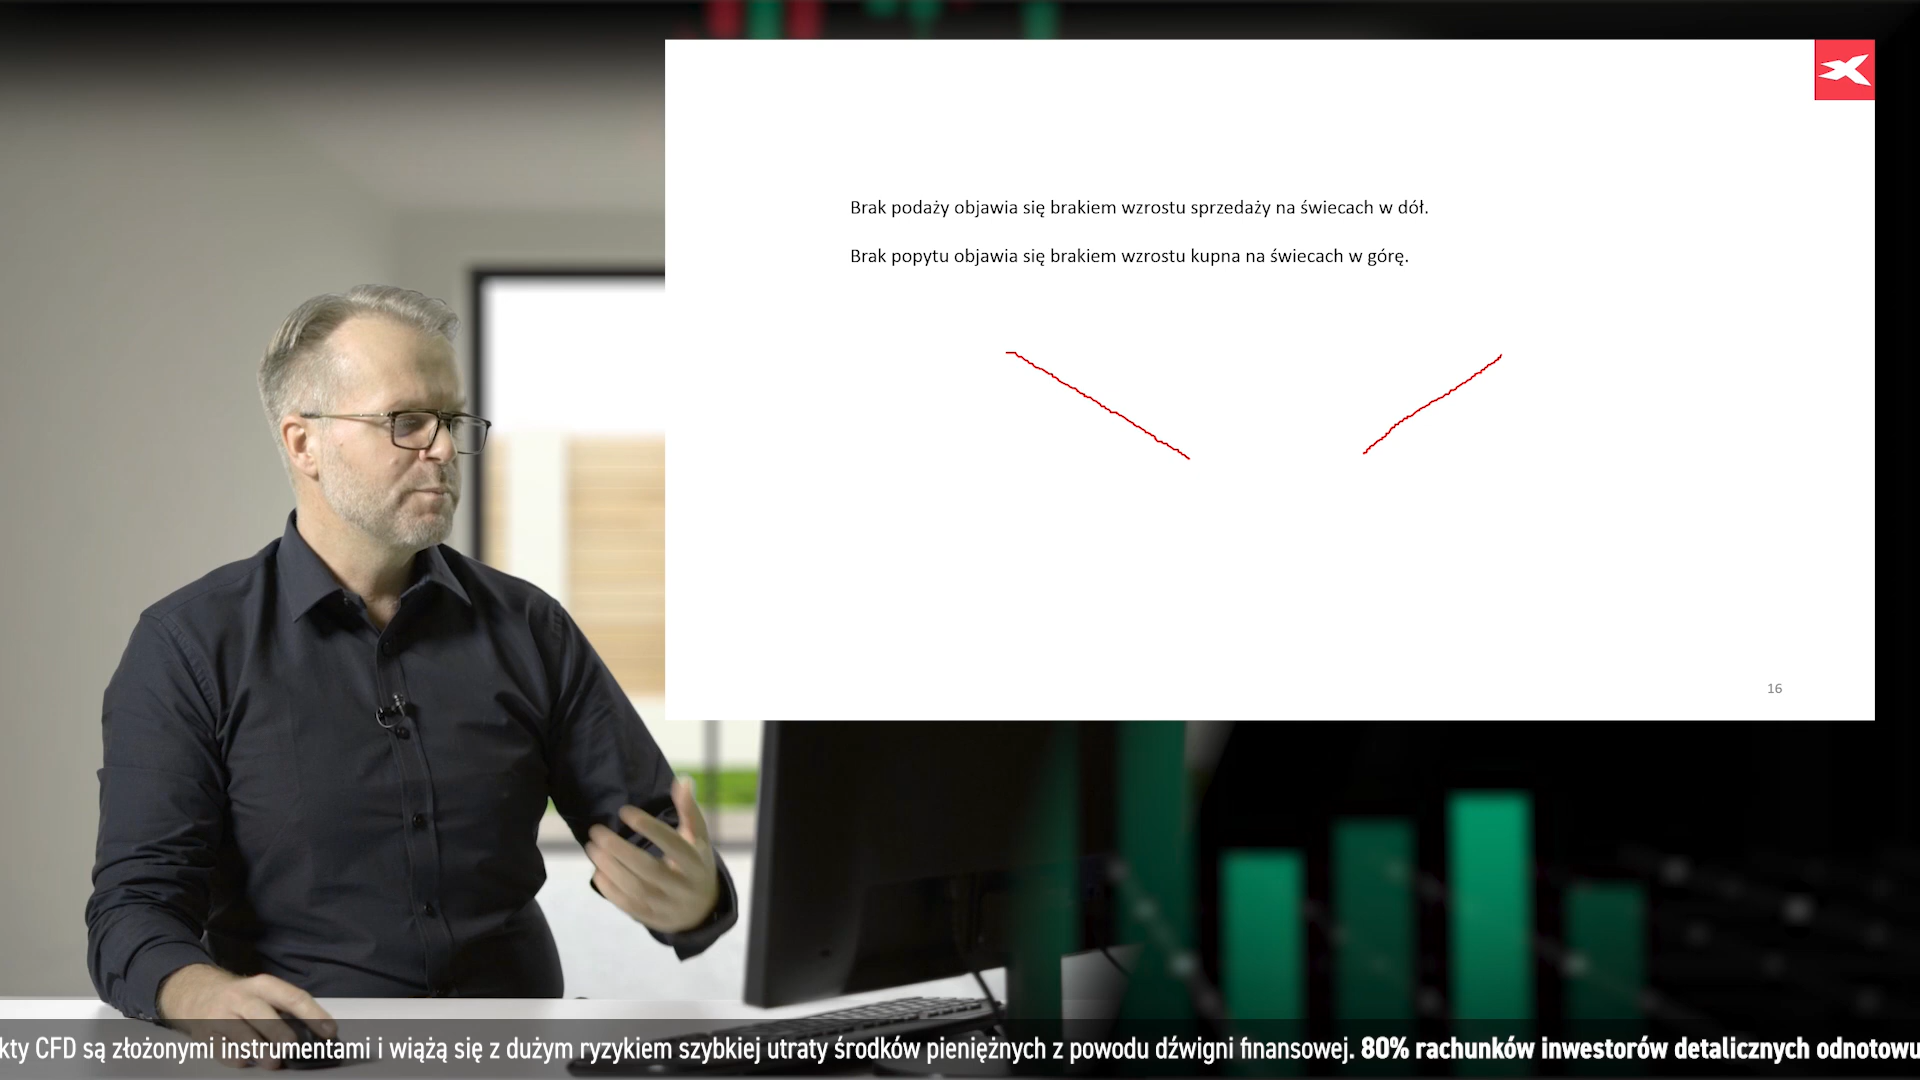 Brak podaży objawia się brakiem wzrostu sprzedaży na świecach w dół.
Brak popytu objawia się brakiem wzrostu kupna na świecach w górę.
16
kty CFD są złożonymi instrumentami i wiążą się z dużym ryzykiem szybkiej utraty środków pieniężnych z powodu dźwigni finansowej. 80% rachunków inwestorów detalicznych odnotowu